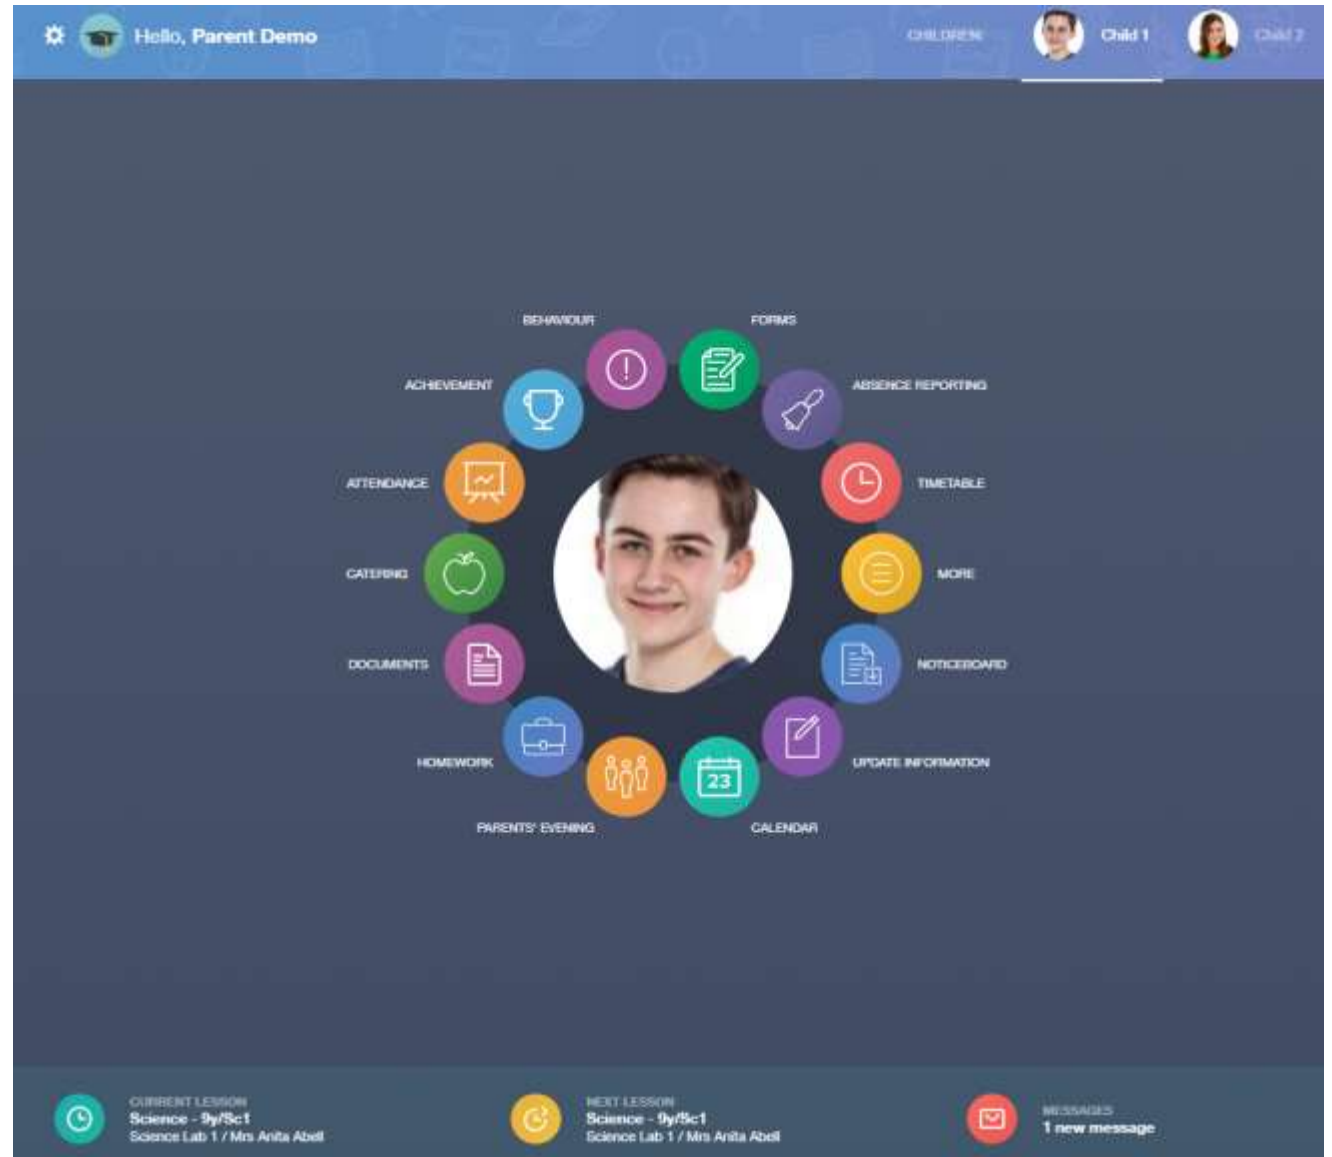 Hello, Parent Demo
CHILDREN:
Child 1
Child 2
BEHAVIOUR
FORMS
ACHIEVEMENT
ABSENCE REPORTING
ATTENDANCE
TIMETABLE
CATERING
MORE
DOCUMENTS
NOTICEBOARD
HOMEWORK
UPDATE INFORMATION
23
PARENTS' EVENING
CALENDAR
CURRENT LESSON
Science - 9y/Sc1
Science Lab 1 / Mrs Anita Abell
NEXT LESSON
Science - 9y/Sc1
Science Lab 1 / Mrs Anita Abell
MESSAGES
1 new message